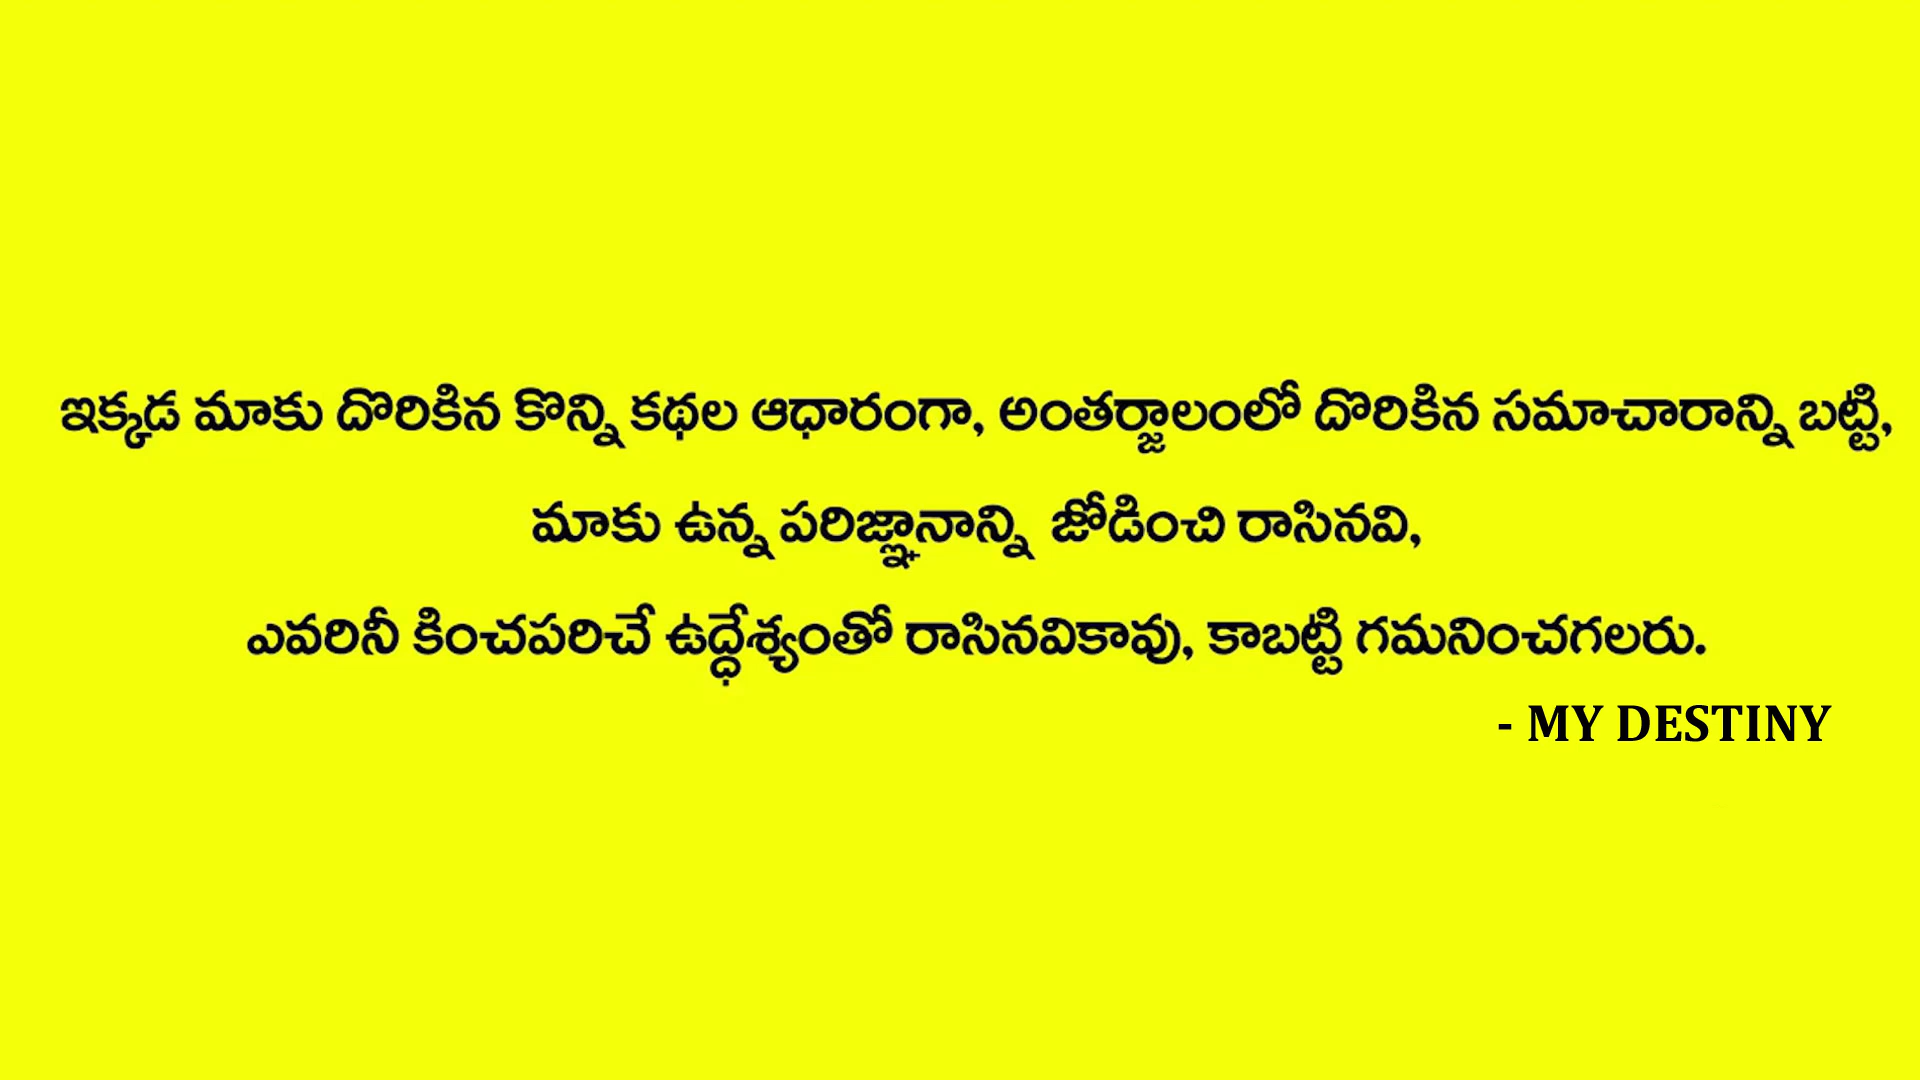 ఇక్కడ మాకు దొరికిన కొన్ని కథల ఆధారంగా, అంతర్జాలంలో దొరికిన సమాచారాన్ని బట్టి,
మాకు ఉన్న పరిజ్ఞానాన్ని జోడించి రాసినవి,
ఎవరినీ కించపరిచే ఉద్ధేశ్యంతో రాసినవికావు, కాబట్టి గమనించగలరు.
- MY DESTINY